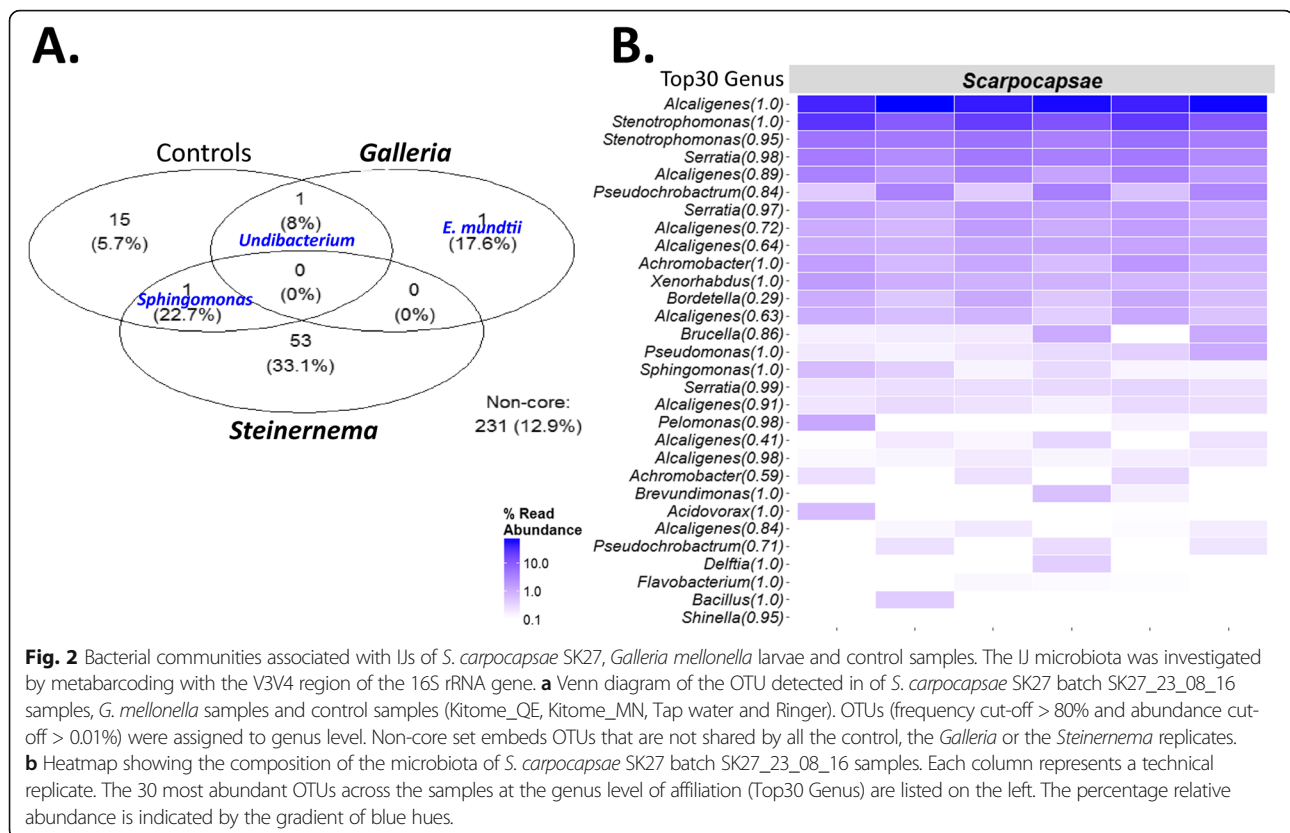 A.
Controls
Galleria
15
(5.7%)
1
(8%)
Undibacterium
1
E. mundtii
(17.6%)
0
(0%)
1
Sphingomonas
(22.7%)
0
(0%)
53
(33.1%)
Non-core:
231 (12.9%)
Steinernema
B.
Top30 Genus
Scarpocapsae
Alcaligenes(1.0)
Stenotrophomonas(1.0)
Stenotrophomonas(0.95)
Serratia(0.98)
Alcaligenes(0.89)
Pseudochrobactrum(0.84)
Serratia(0.97)
Alcaligenes(0.72)
Alcaligenes(0.64)
Achromobacter(1.0)
Xenorhabdus(1.0)
Bordetella(0.29)
Alcaligenes(0.63)
Brucella(0.86)
Pseudomonas(1.0)
Sphingomonas(1.0)
Serratia(0.99)
Alcaligenes(0.91)
Pelomonas(0.98)
Alcaligenes(0.41)
Alcaligenes(0.98)
Achromobacter(0.59)
Brevundimonas(1.0)
Acidovorax(1.0)
Alcaligenes(0.84)
Pseudochrobactrum(0.71)
Delftia(1.0)
Flavobacterium(1.0)
Bacillus(1.0)
Shinella(0.95)
% Read
Abundance
10.0
1.0
0.1
Fig. 2 Bacterial communities associated with IJs of S. carpocapsae SK27, Galleria mellonella larvae and control samples. The IJ microbiota was investigated
by metabarcoding with the V3V4 region of the 16S rRNA gene. a Venn diagram of the OTU detected in of S. carpocapsae SK27 batch SK27_23_08_16
samples, G. mellonella samples and control samples (Kitome_QE, Kitome_MN, Tap water and Ringer). OTUs (frequency cut-off > 80% and abundance cut-
off > 0.01%) were assigned to genus level. Non-core set embeds OTUs that are not shared by all the control, the Galleria or the Steinernema replicates.
b Heatmap showing the composition of the microbiota of S. carpocapsae SK27 batch SK27_23_08_16 samples. Each column represents a technical
replicate. The 30 most abundant OTUs across the samples at the genus level of affiliation (Top30 Genus) are listed on the left. The percentage relative
abundance is indicated by the gradient of blue hues.